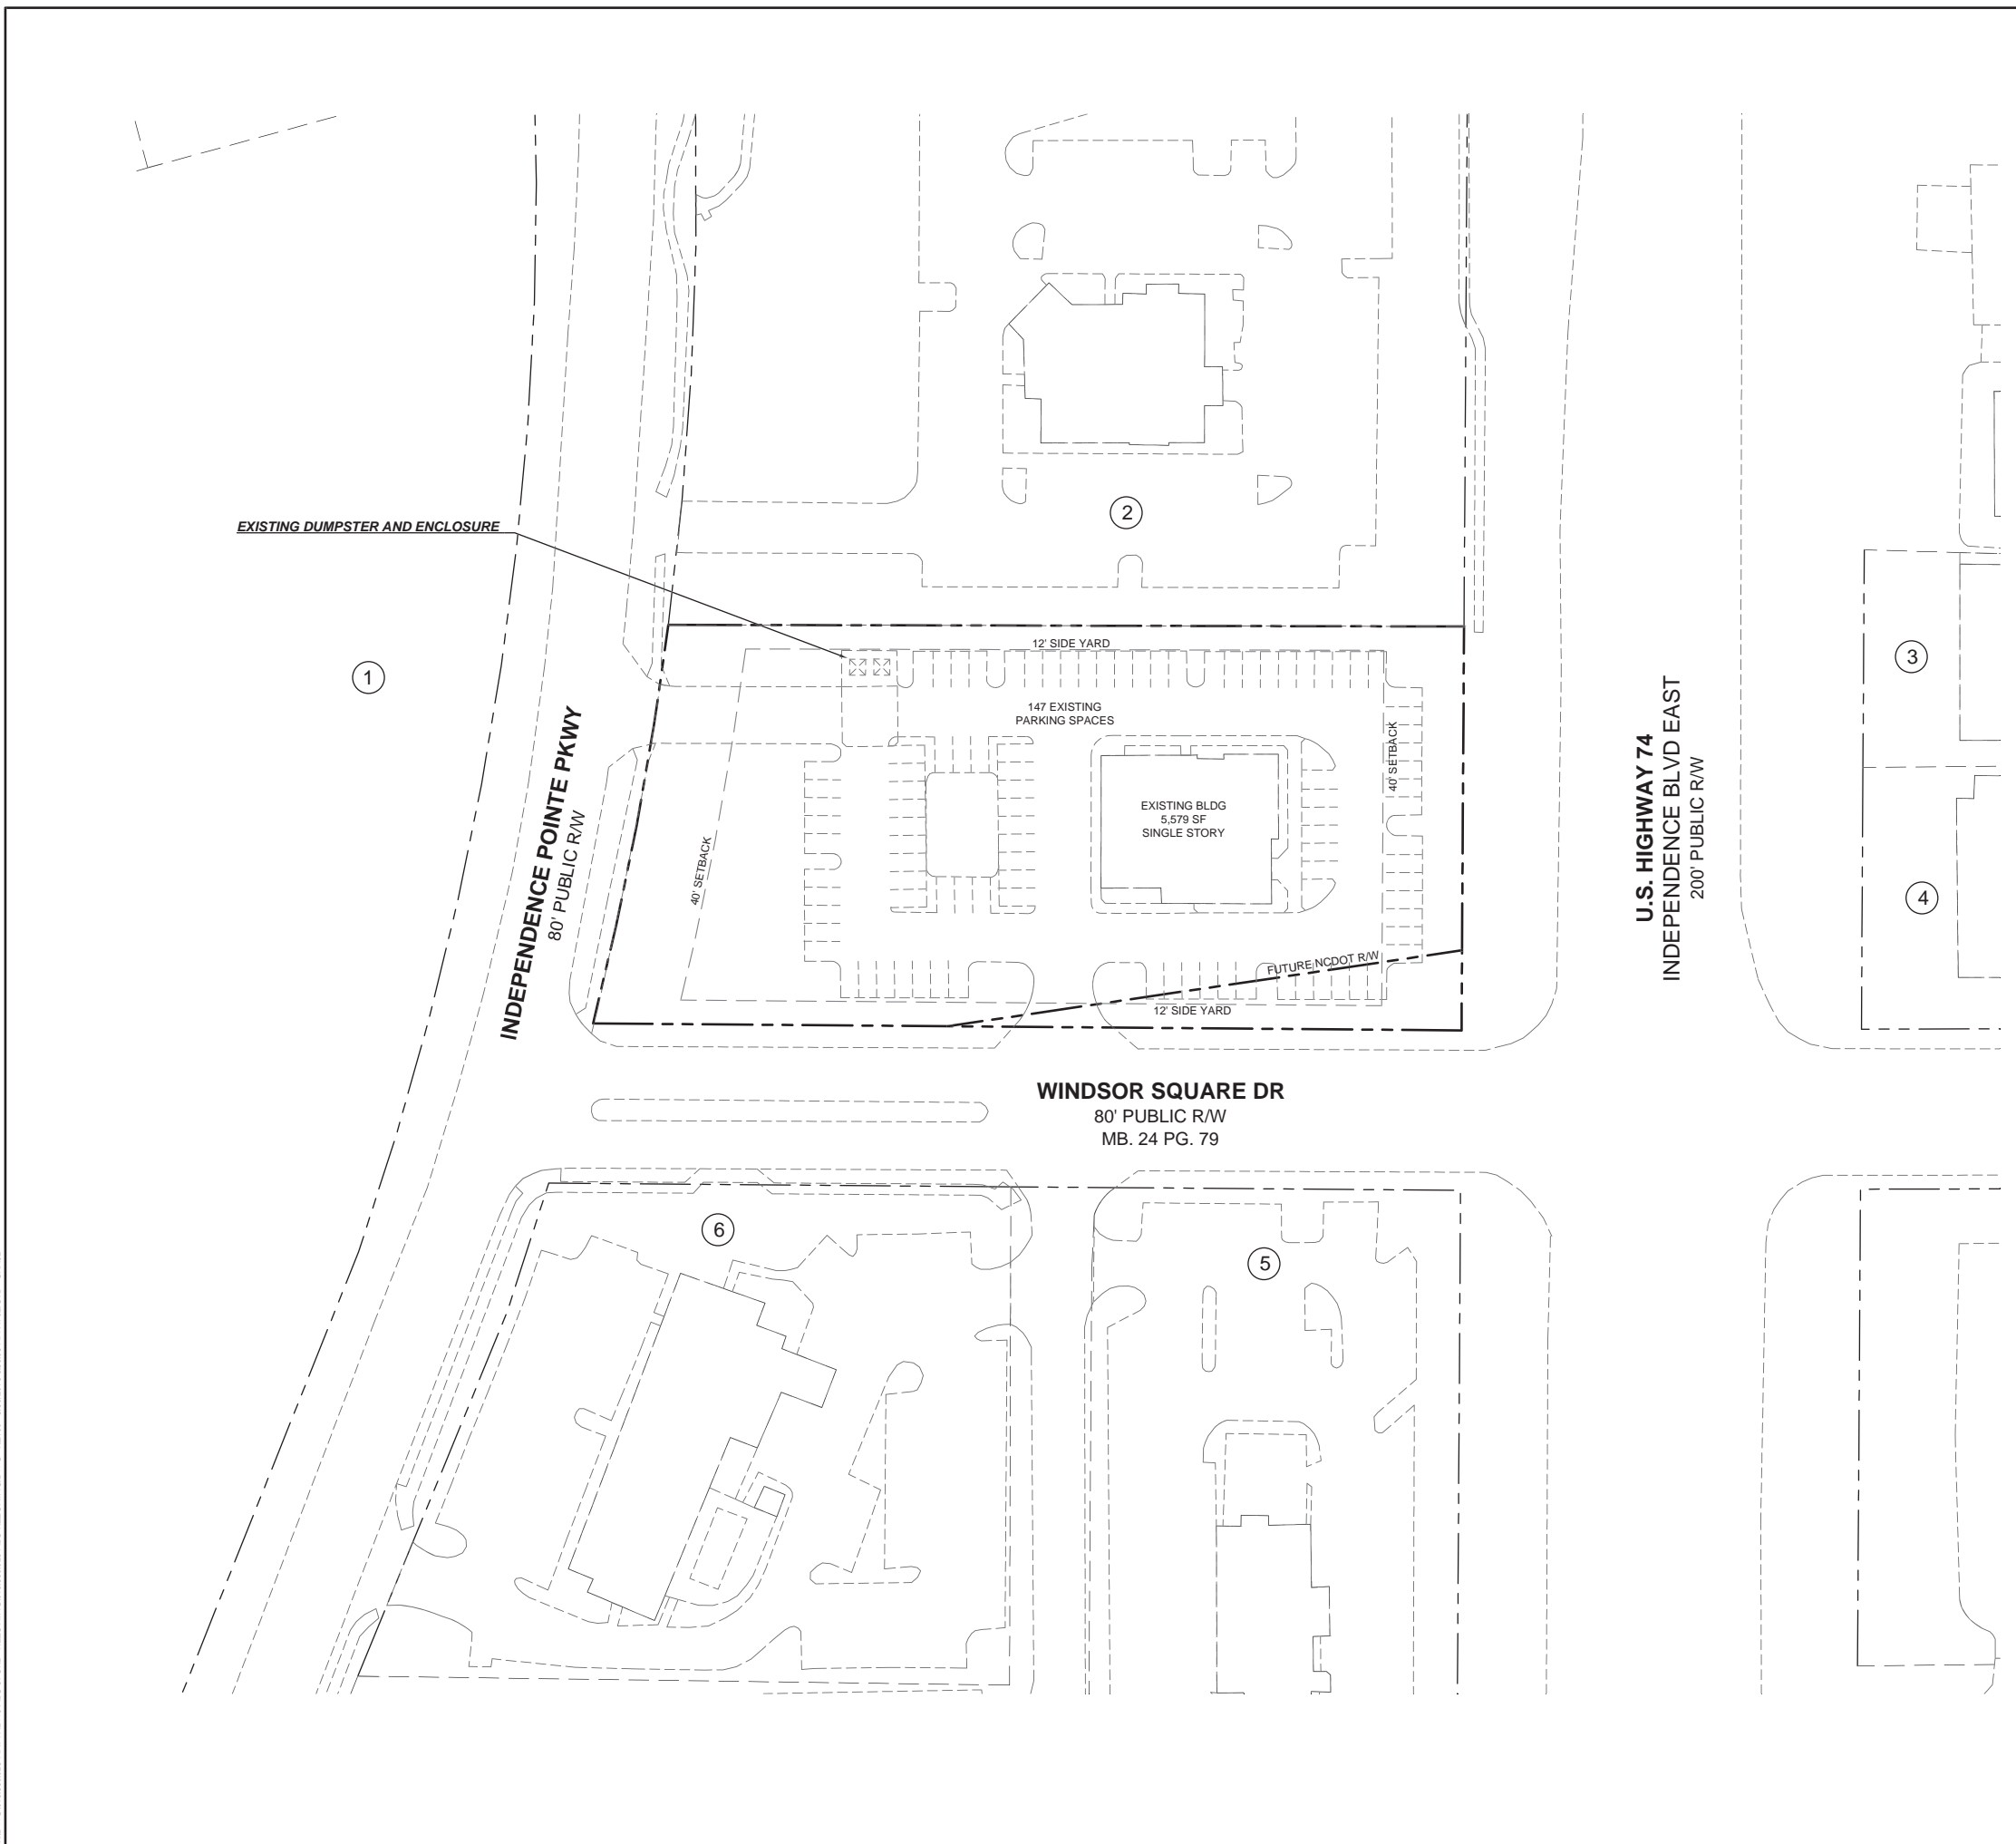 EXISTING DUMPSTER AND ENCLOSURE
2
1
3
4
12' SIDE YARD
147 EXISTING
PARKING SPACES
40' SETBACK
EXISTING BLDG
5,579 SF
SINGLE STORY
40' SETBACK
FUTURE NCDOT R/W
12' SIDE YARD
INDEPENDENCE POINTE PKWY
80' PUBLIC R/W
U.S. HIGHWAY 74
INDEPENDENCE BLVD EAST
200' PUBLIC R/W
WINDSOR SQUARE DR
80' PUBLIC R/W
MB. 24 PG. 79
6
5